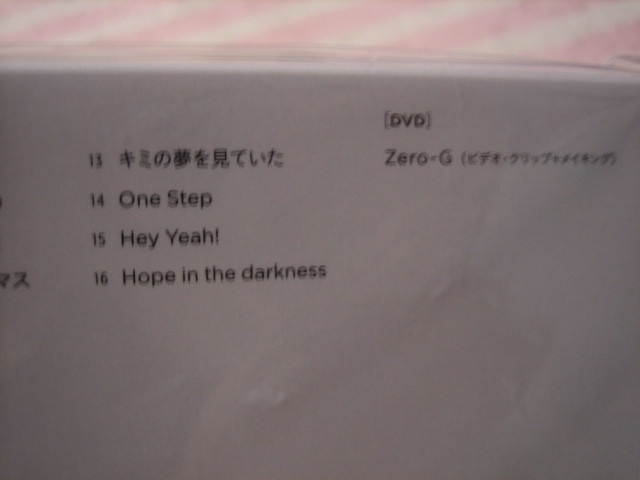 [DVD]
13 キミの夢を見ていた
Zero-G (ビデオ・クリップ+メイキング)
14 One Step
15 Hey Yeah!
マス
16 Hope in the darkness